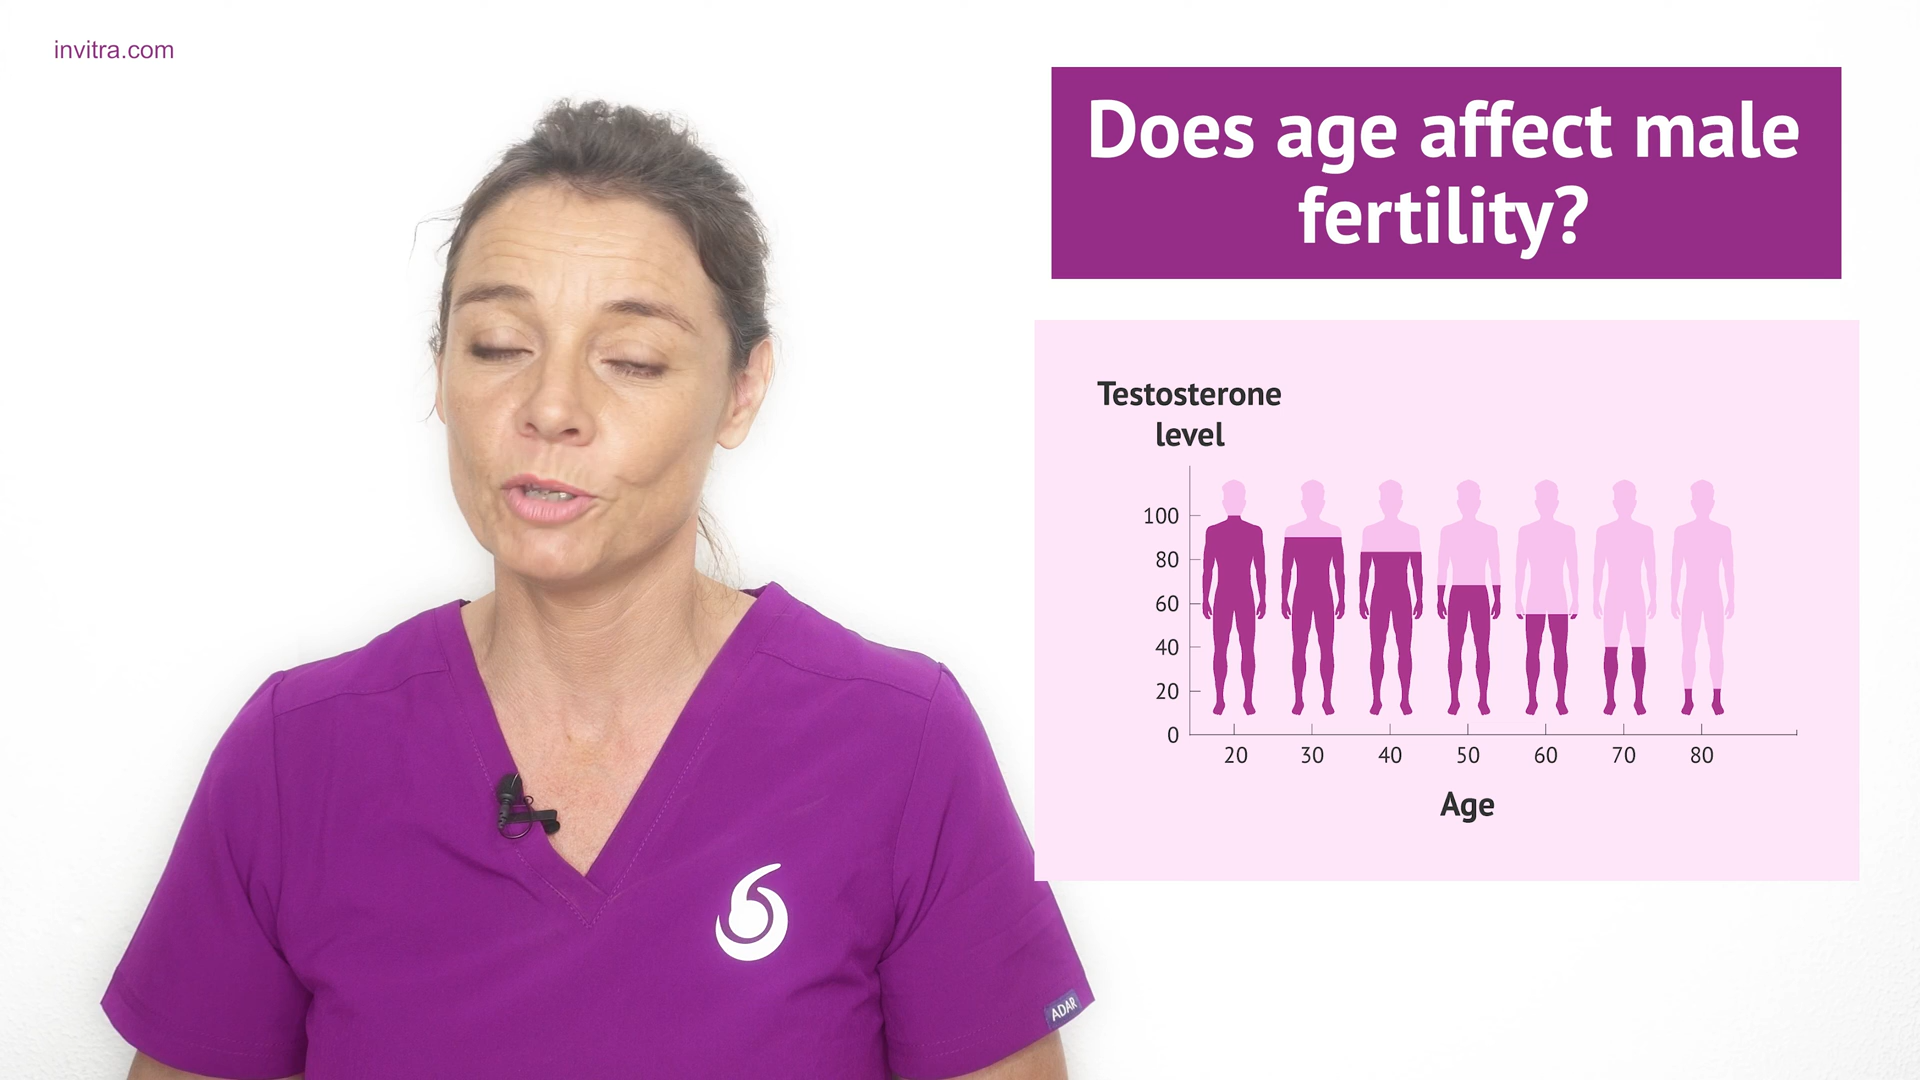 invitra.com
Does age affect male
fertility?
Testosterone
level
100
80
60
40
20
0
20 30 40 50 60 70 80
Age
ADAR